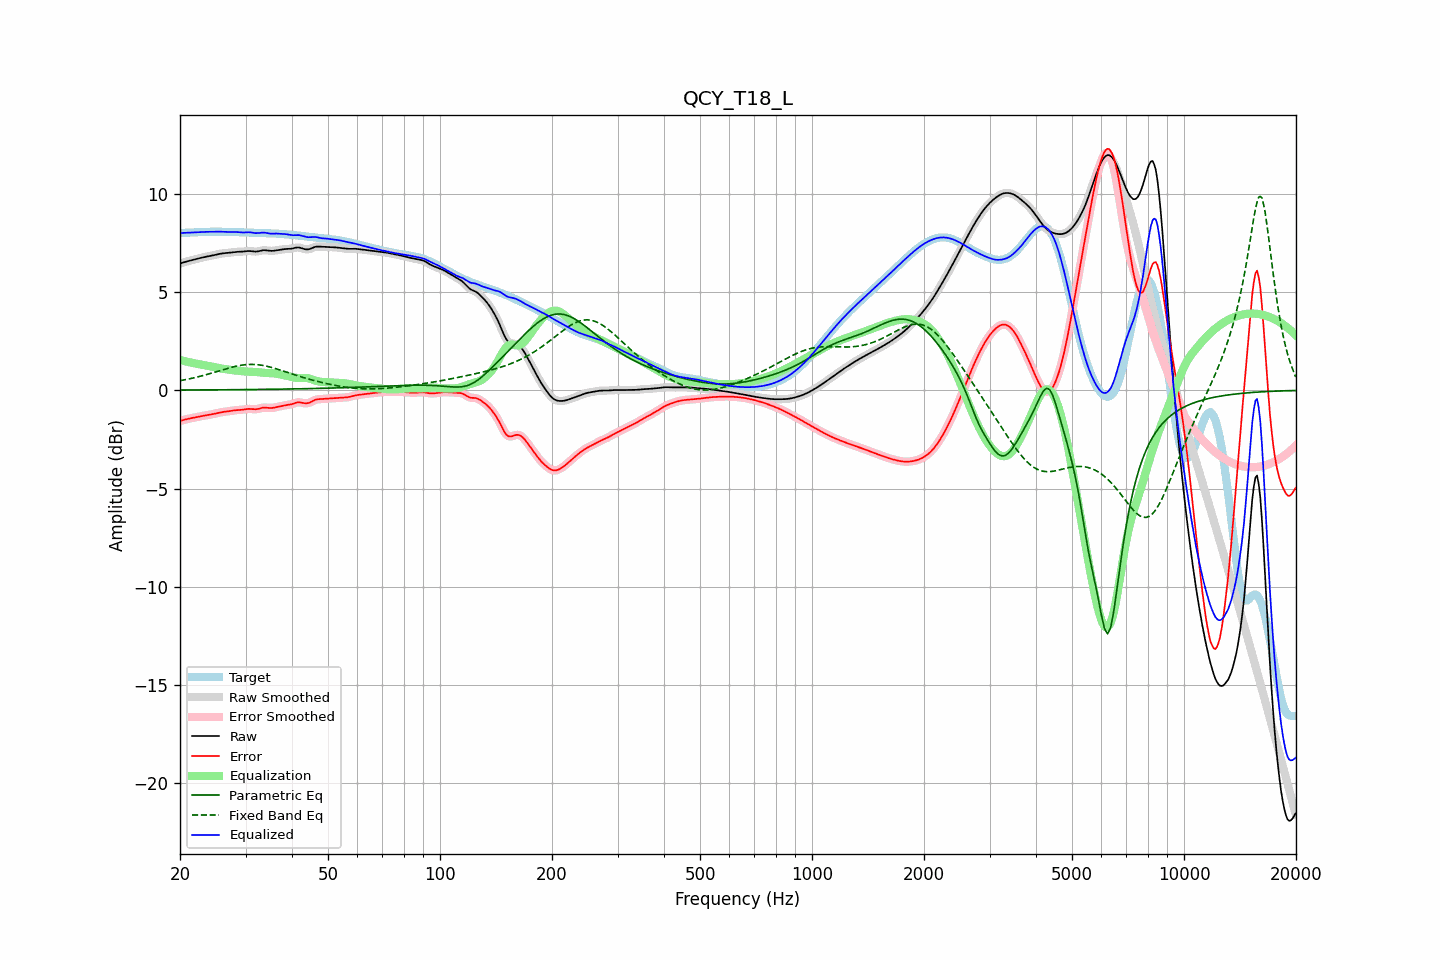 QCY_T18_L
Amplitude (dBr)
10
5
0
−5
−10
−15
−20
Target
Raw Smoothed
Error Smoothed
Raw
Error
Equalization
Parametric Eq
Fixed Band Eq
Equalized
20 50 100 200 500 1000 2000 5000 10000 20000
Frequency (Hz)